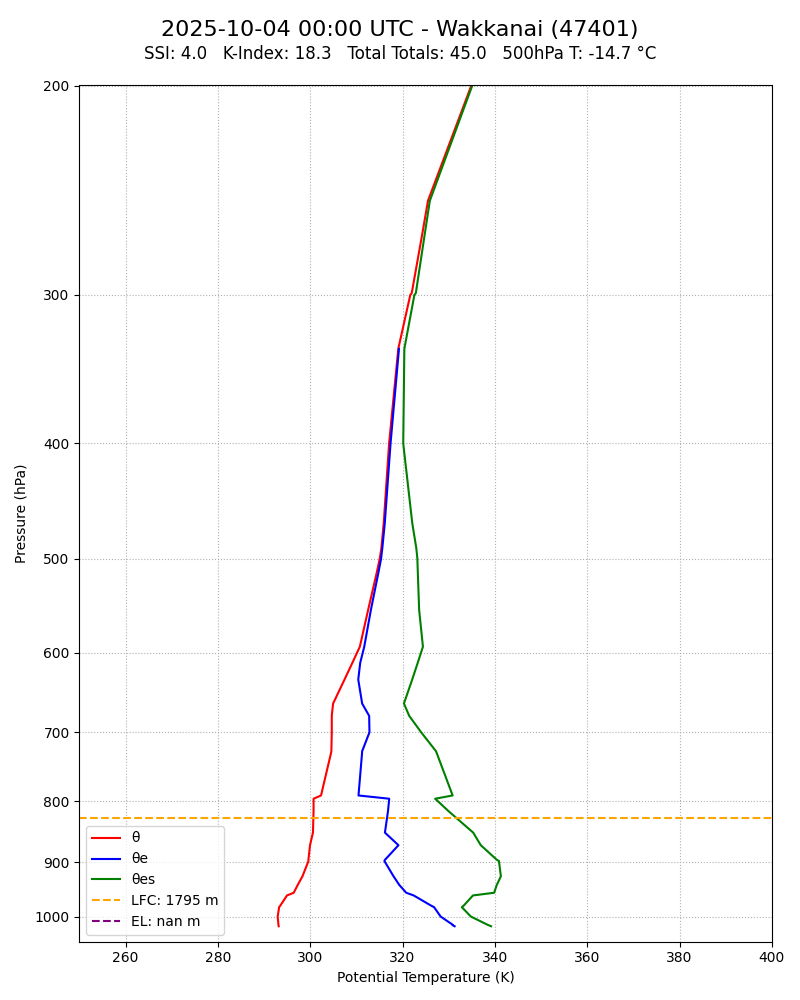 2025-10-04 00:00 UTC - Wakkanai (47401)
SSI: 4.0 K-Index: 18.3 Total Totals: 45.0 500hPa T: -14.7 °C
200
300
400
500
600
700
800
900
1000
Pressure (hPa)
θ
θe
θes
LFC: 1795 m
EL: nan m
260 280 300 320 340 360 380 400
Potential Temperature (K)